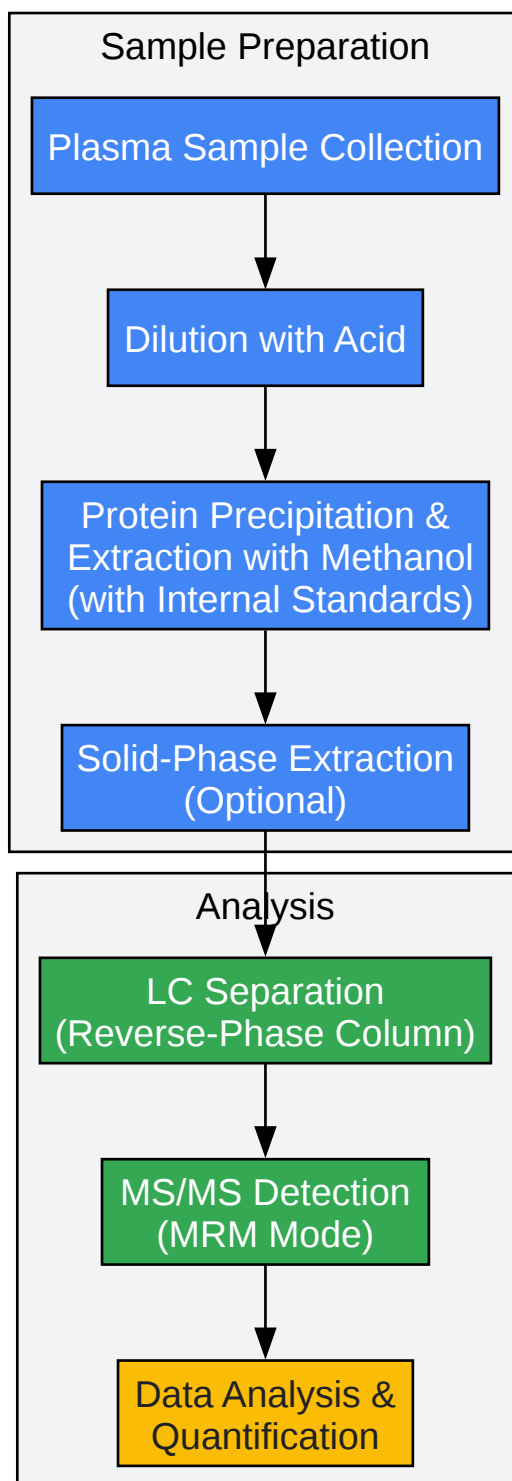 Sample Preparation
Plasma Sample Collection
Dilution with Acid
Protein Precipitation &
Extraction with Methanol
(with Internal Standards)
Solid-Phase Extraction
(Optional)
Analysis
LC Separation
(Reverse-Phase Column)
MS/MS Detection
(MRM Mode)
Data Analysis &
Quantification